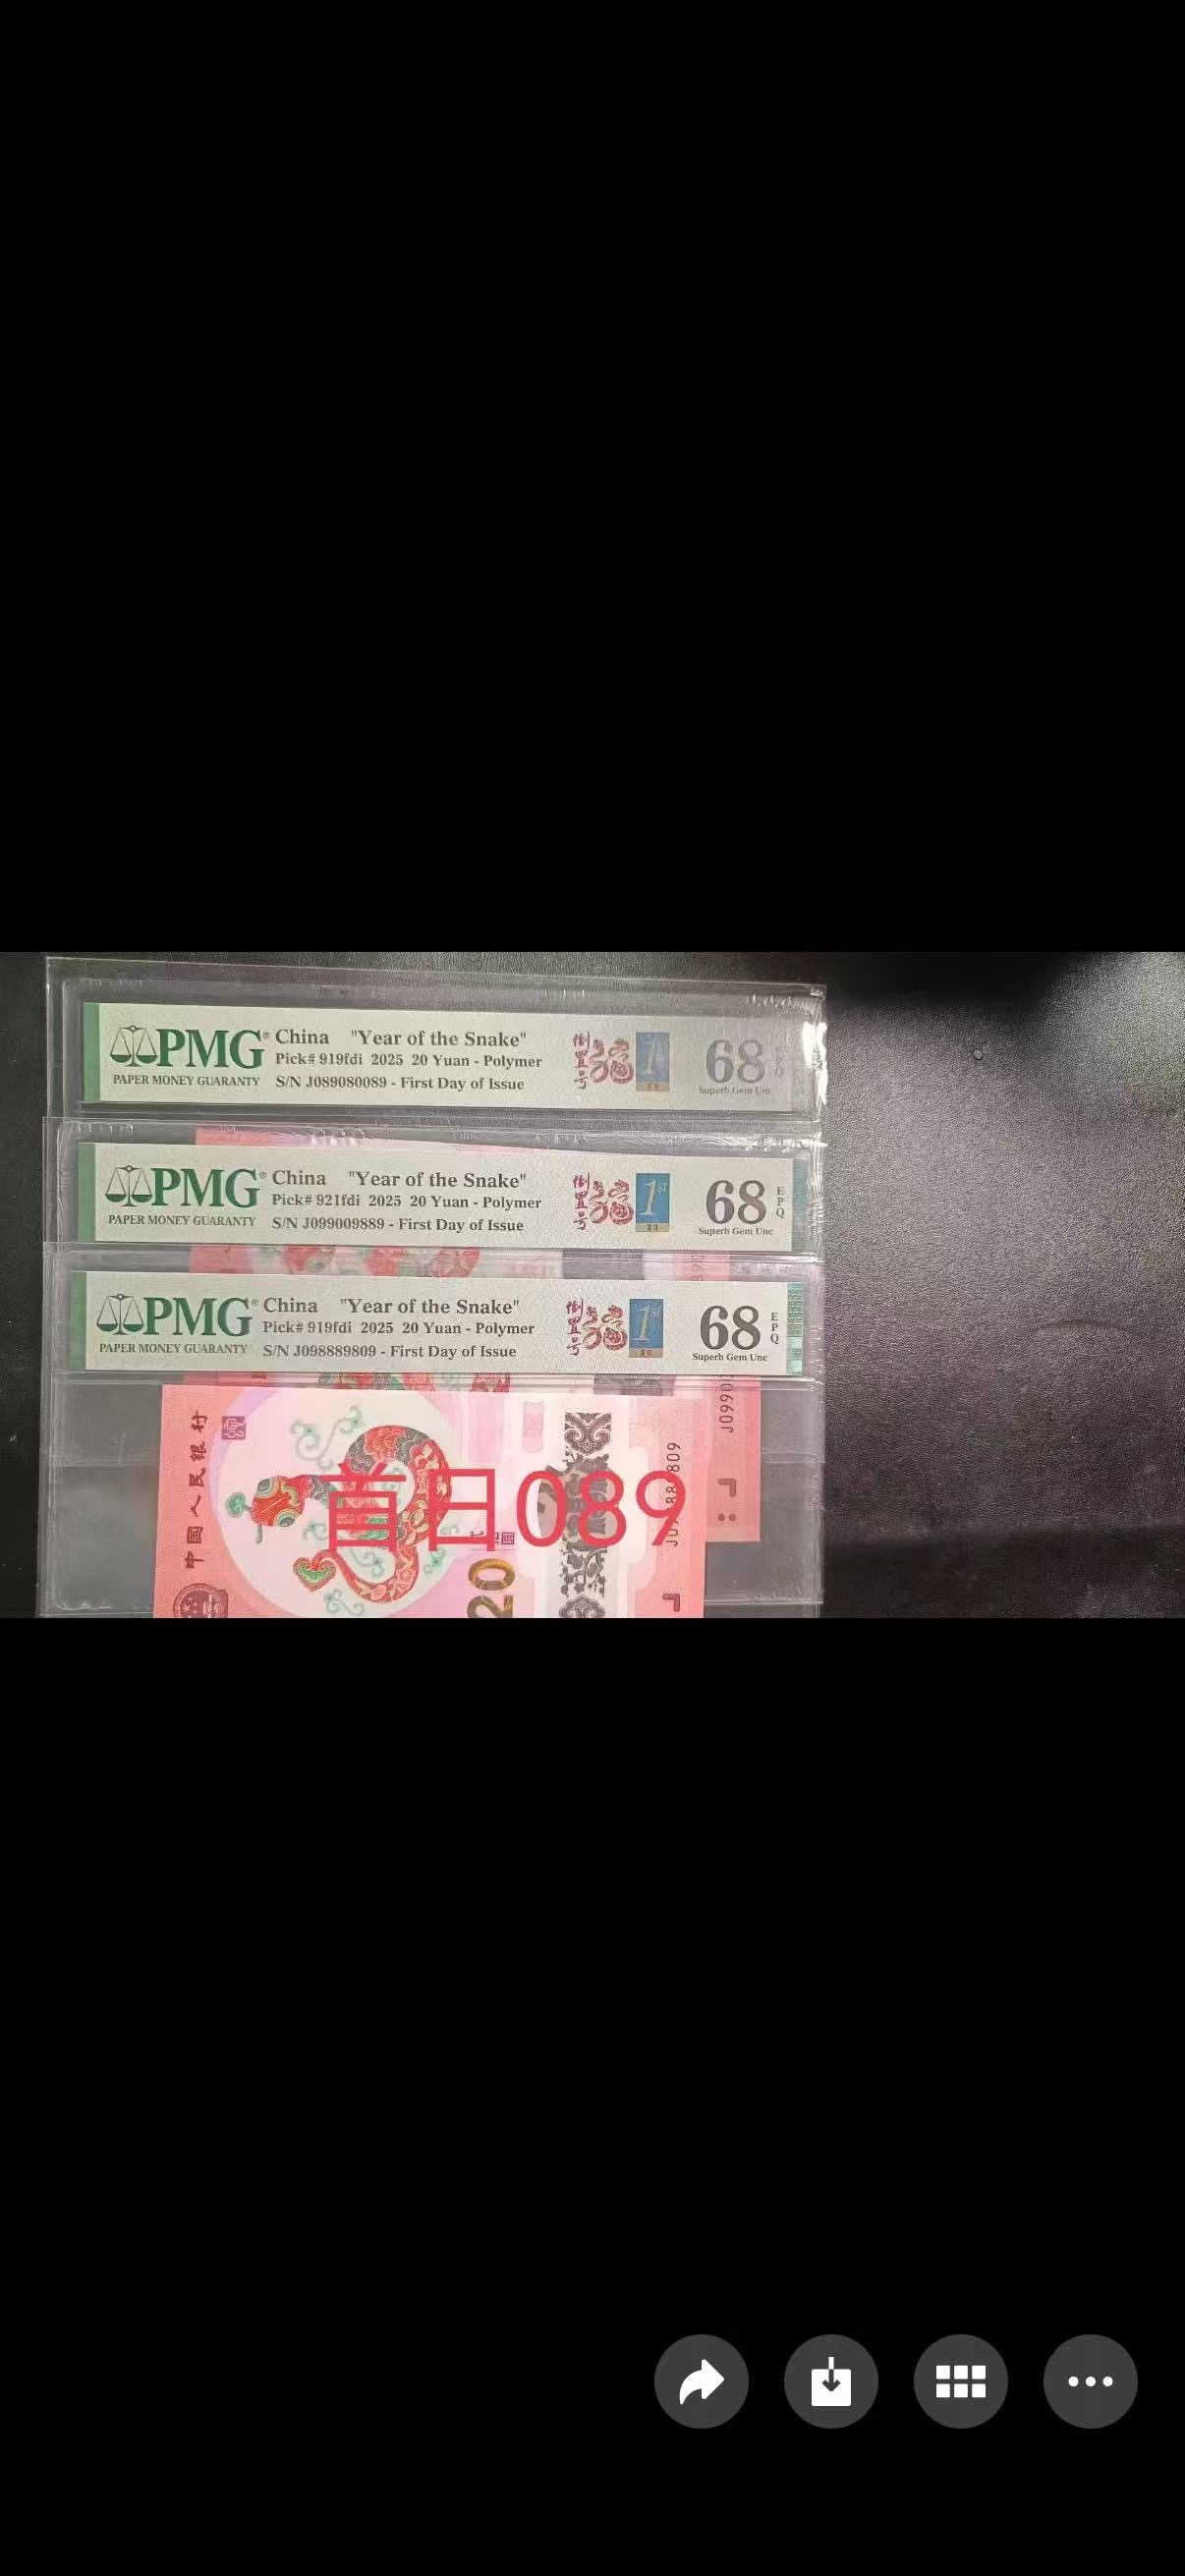 PMG® China "Year of the Snake"
Pick# 919fdi 2025 20 Yuan - Polymer
PAPER MONEY GUARANTY S/N J089080089 - First Day of Issue
倒置号
1
68
Superb Gem Unc
PMG® China "Year of the Snake"
Pick# 921fdi 2025 20 Yuan - Polymer
PAPER MONEY GUARANTY S/N J099009889 - First Day of Issue
倒置号
1st
68 EPQ
Superb Gem Unc
PMG® China "Year of the Snake"
Pick# 919fdi 2025 20 Yuan - Polymer
PAPER MONEY GUARANTY S/N J098889809 - First Day of Issue
倒置号
1st
68 EPQ
Superb Gem Unc
中国人民银行
首日089
20